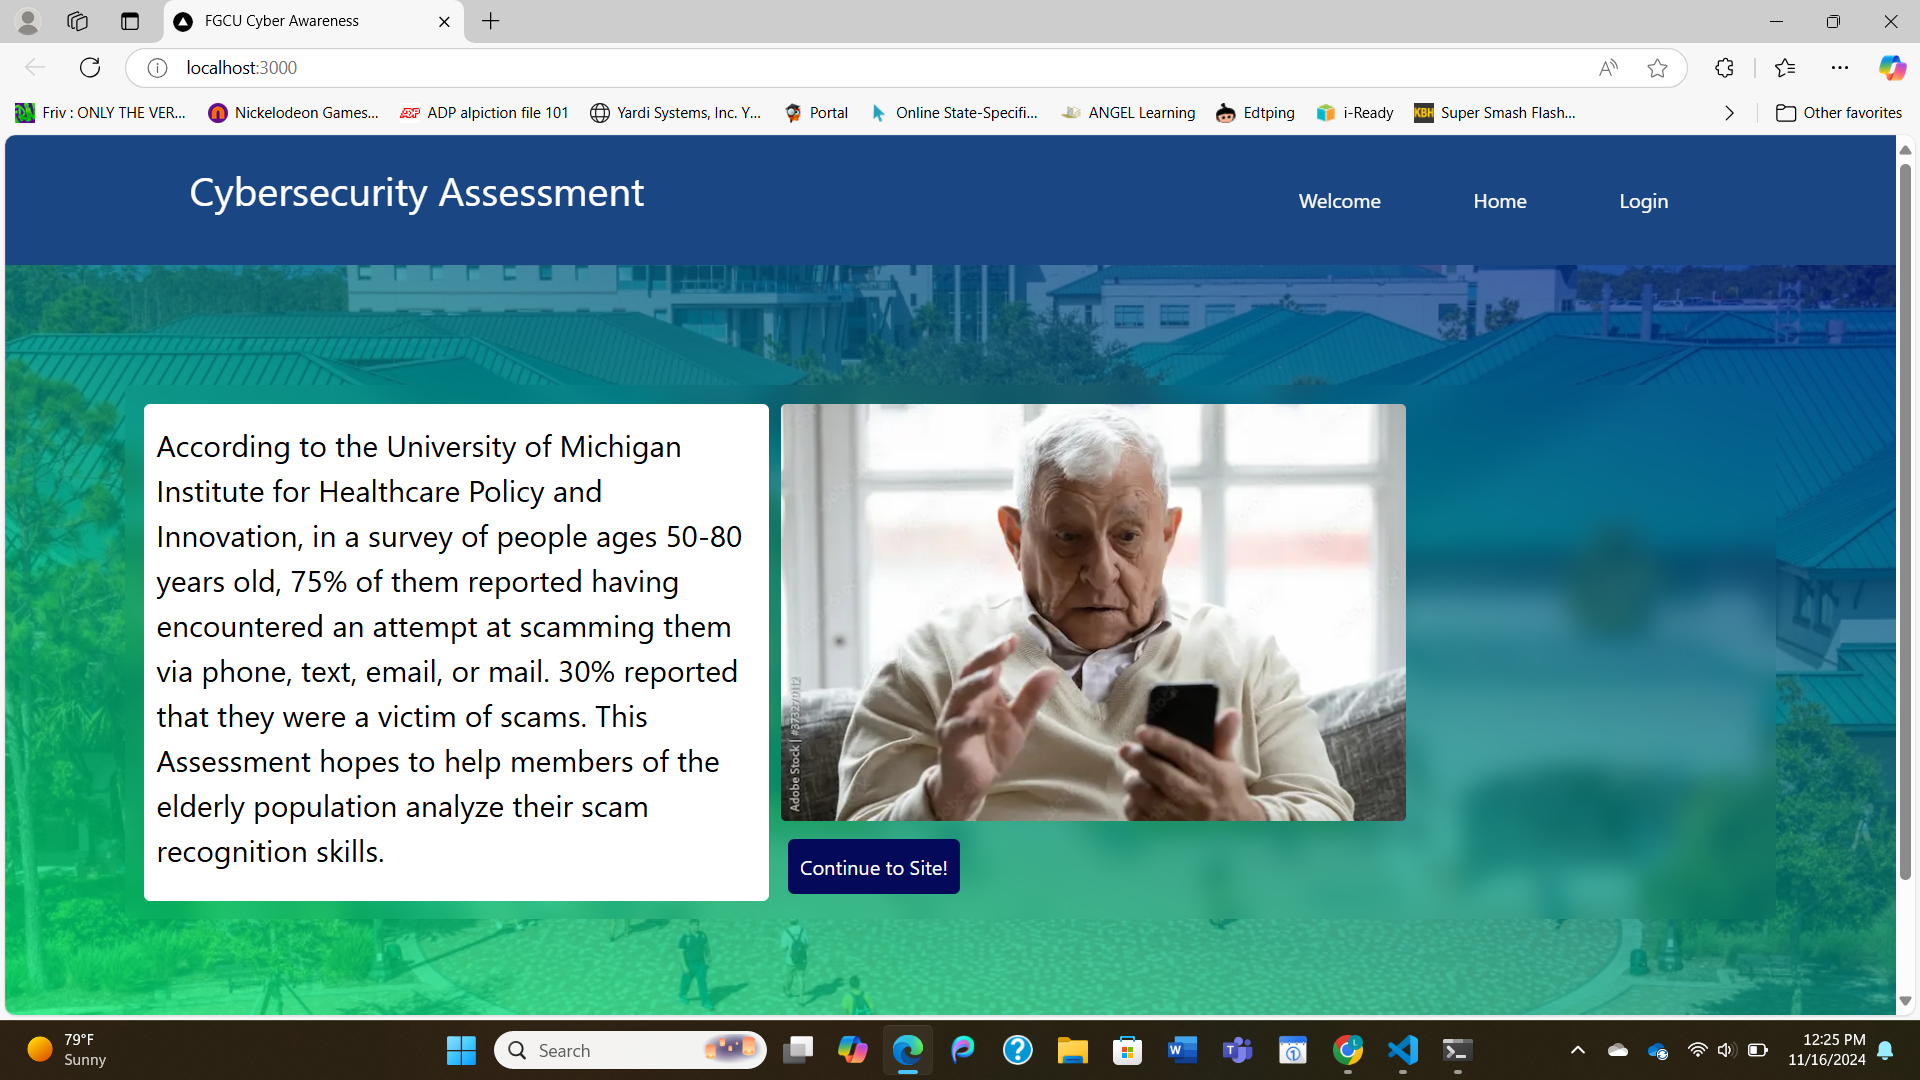 FGCU Cyber Awareness
localhost:3000
Friv : ONLY THE VER...
Nickelodeon Games...
ADP alpiction file 101
Yardi Systems, Inc. Y...
Portal
Online State-Specifi...
ANGEL Learning
Edtping
i-Ready
KBH
Super Smash Flash...
Other favorites
Cybersecurity Assessment
Welcome
Home
Login
According to the University of Michigan
Institute for Healthcare Policy and
Innovation, in a survey of people ages 50-80
years old, 75% of them reported having
encountered an attempt at scamming them
via phone, text, email, or mail. 30% reported
that they were a victim of scams. This
Assessment hopes to help members of the
elderly population analyze their scam
recognition skills.
Adobe Stock
Continue to Site!
79°F
Sunny
Search
12:25 PM
11/16/2024